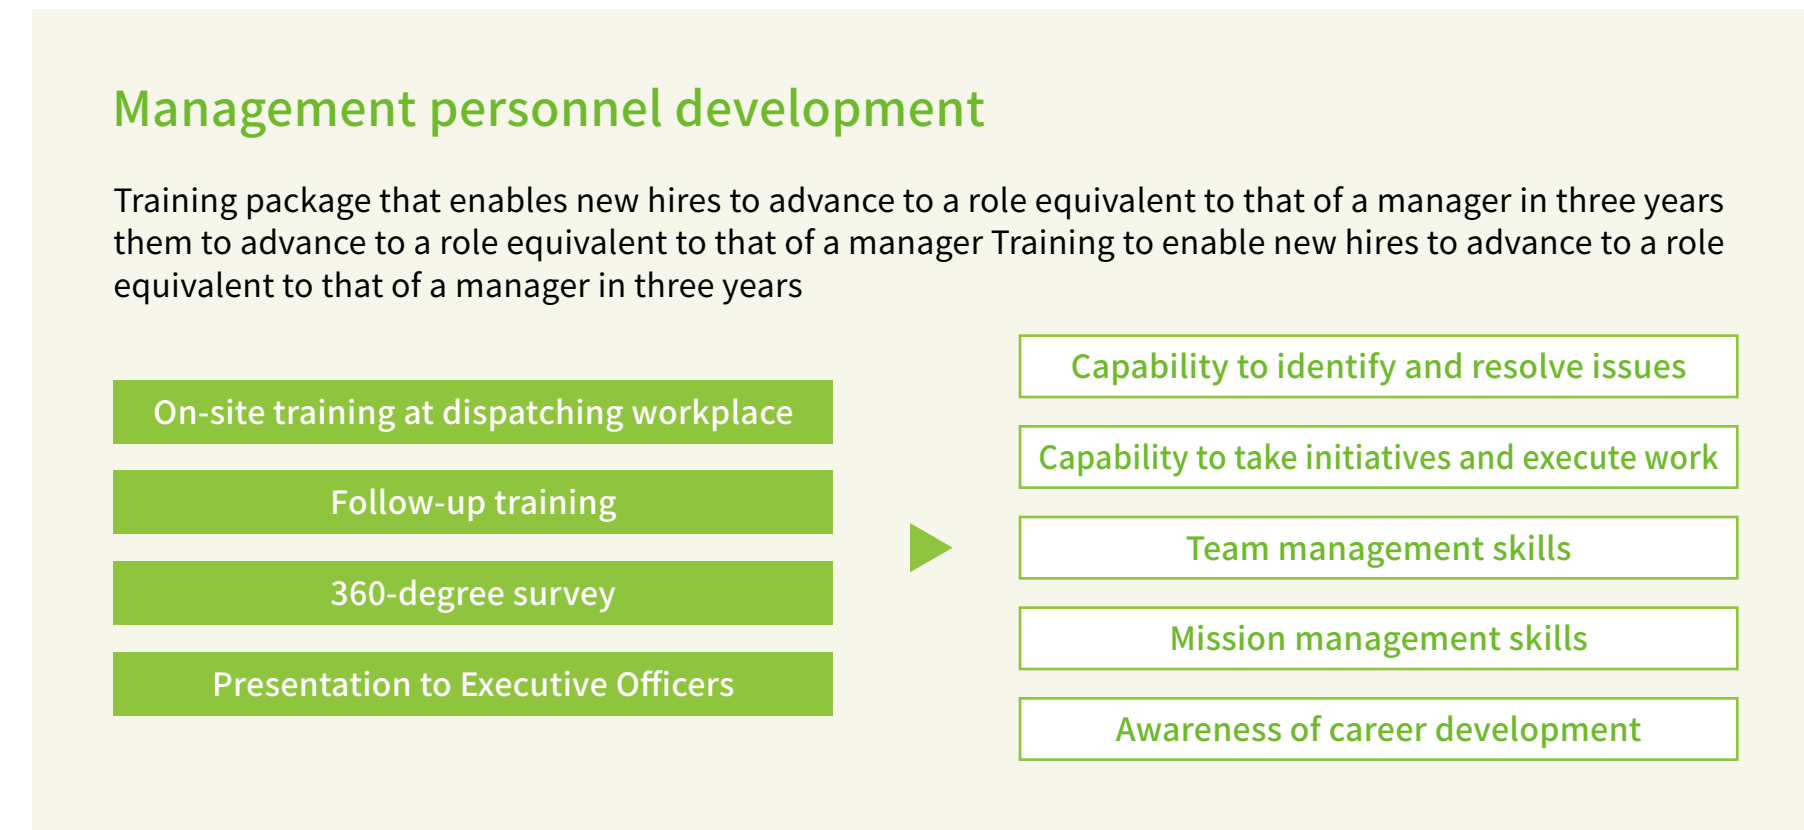 Management personnel development
Training package that enables new hires to advance to a role equivalent to that of a manager in three years
them to advance to a role equivalent to that of a manager Training to enable new hires to advance to a role
equivalent to that of a manager in three years
On-site training at dispatching workplace
Follow-up training
360-degree survey
Presentation to Executive Officers
Capability to identify and resolve issues
Capability to take initiatives and execute work
Team management skills
Mission management skills
Awareness of career development